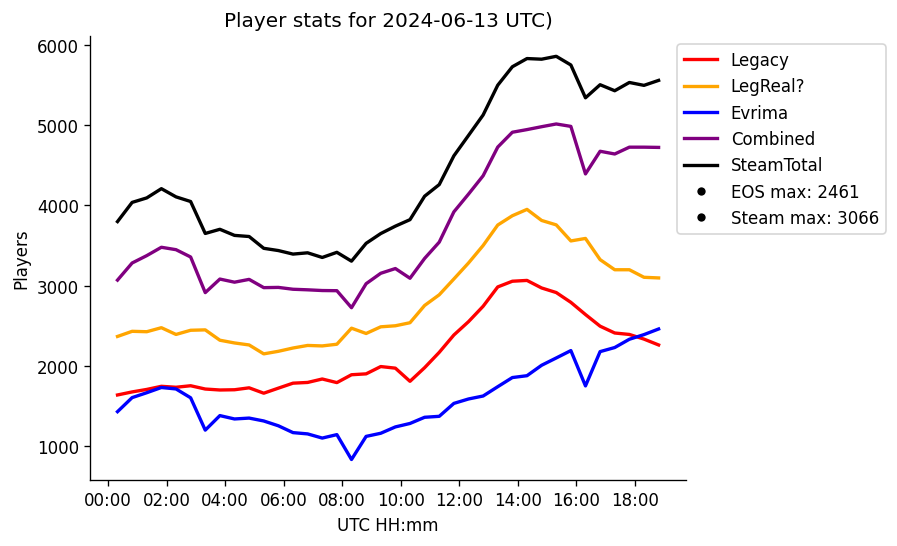 Player stats for 2024-06-13 UTC)
6000
5000
4000
3000
2000
1000
Players
00:00 02:00 04:00 06:00 08:00 10:00 12:00 14:00 16:00 18:00
UTC HH:mm
Legacy
LegReal?
Evrima
Combined
SteamTotal
EOS max: 2461
Steam max: 3066